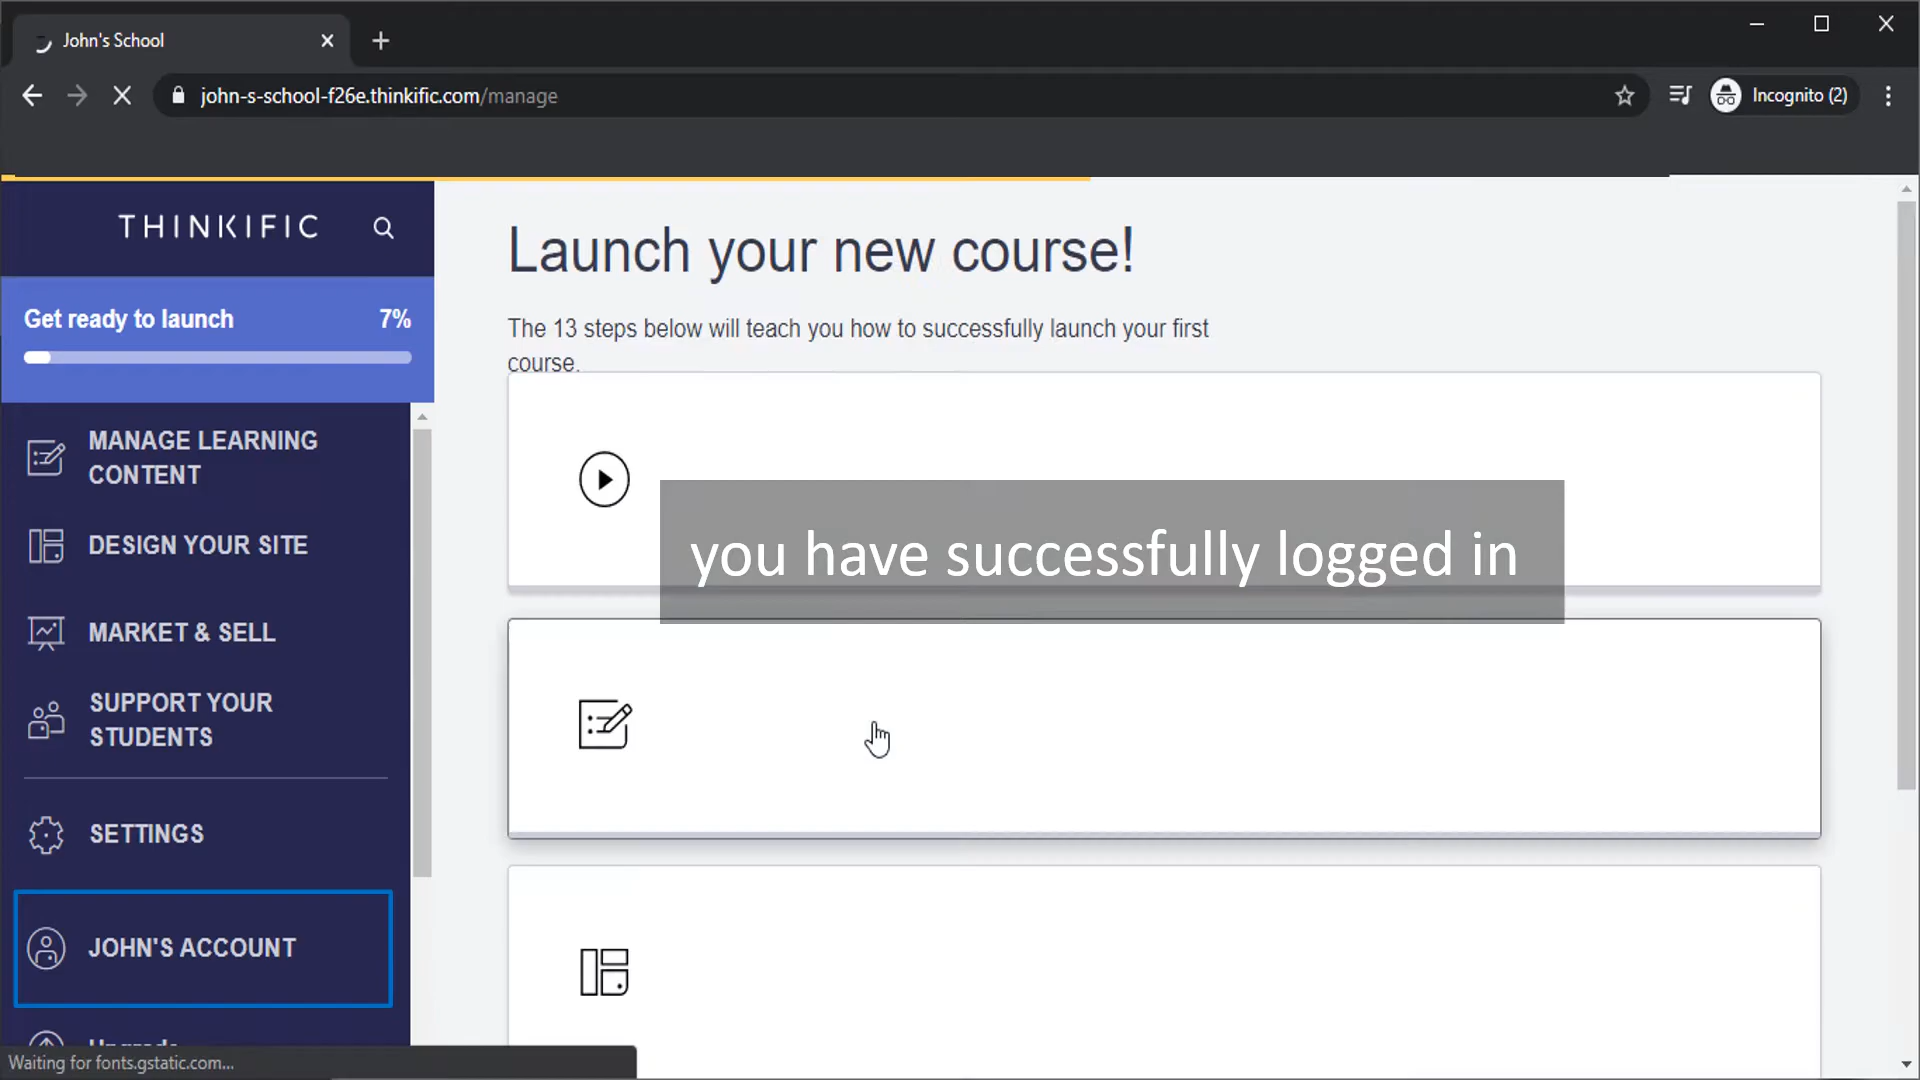 John's School
john-s-school-f26e.thinkific.com/manage
Incognito (2)
THINKIFIC
Get ready to launch 7%
MANAGE LEARNING
CONTENT
DESIGN YOUR SITE
MARKET & SELL
SUPPORT YOUR
STUDENTS
SETTINGS
JOHN'S ACCOUNT
Upgrade
Waiting for fonts.gstatic.com...
Launch your new course!
The 13 steps below will teach you how to successfully launch your first
course.
you have successfully logged in